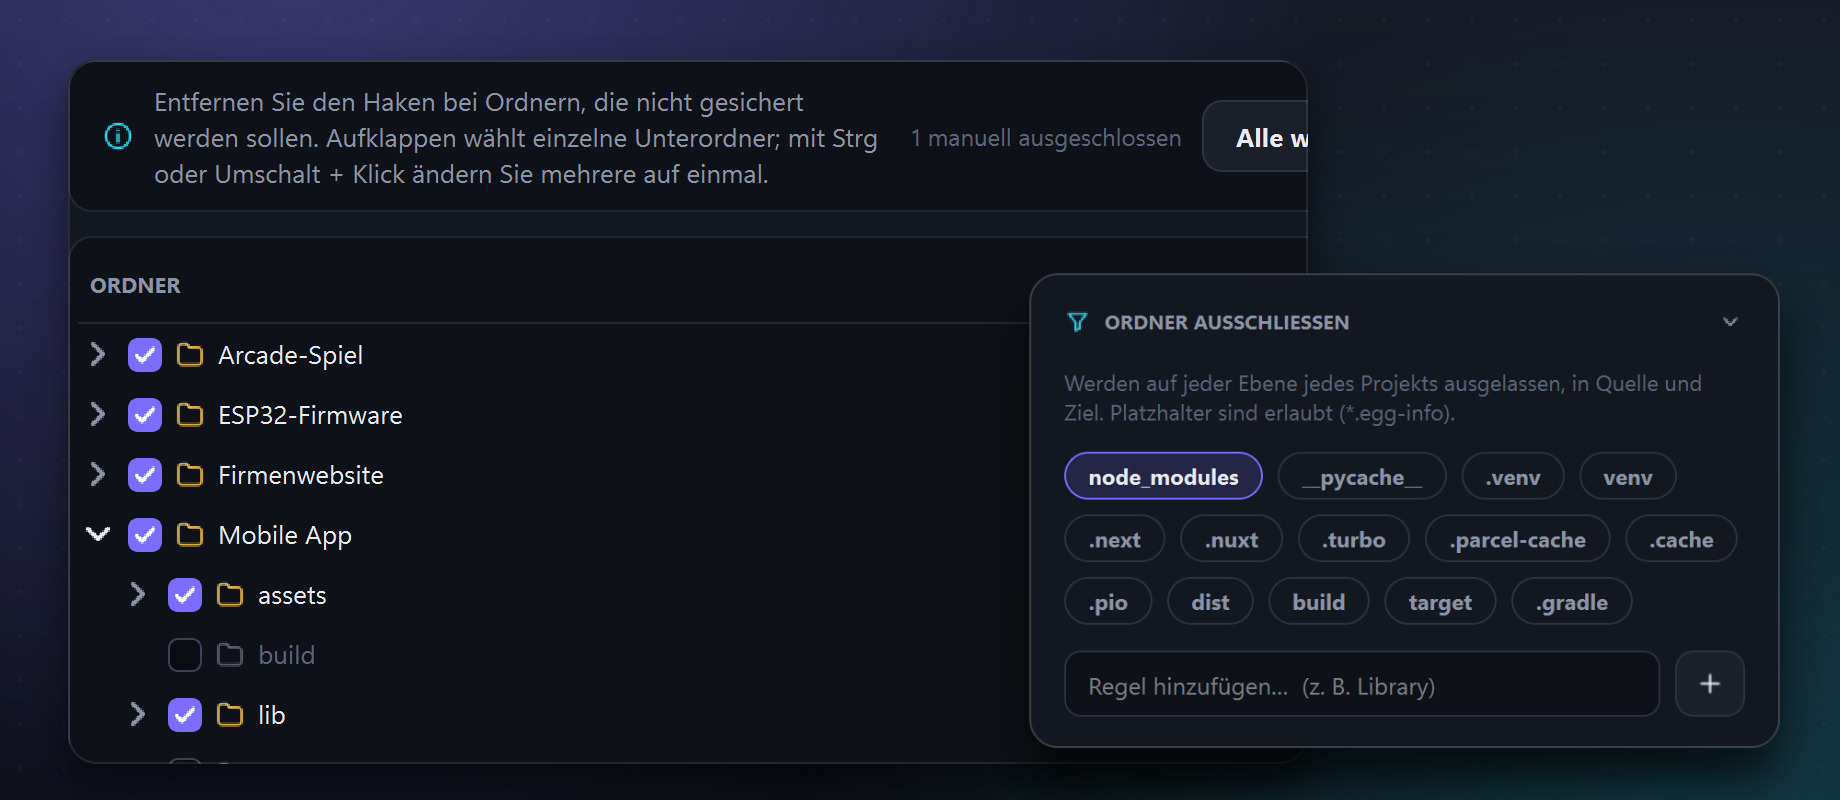 Entfernen Sie den Haken bei Ordnern, die nicht gesichert
werden sollen. Aufklappen wählt einzelne Unterordner; mit Strg
oder Umschalt + Klick ändern Sie mehrere auf einmal.
1 manuell ausgeschlossen
Alle w
ORDNER
Arcade-Spiel
ESP32-Firmware
Firmenwebsite
Mobile App
assets
build
lib
ORDNER AUSSCHLIESSEN
Werden auf jeder Ebene jedes Projekts ausgelassen, in Quelle und
Ziel. Platzhalter sind erlaubt (*.egg-info).
node_modules __pycache__ .venv venv
.next .nuxt .turbo .parcel-cache .cache
.pio dist build target .gradle
Regel hinzufügen... (z. B. Library) +